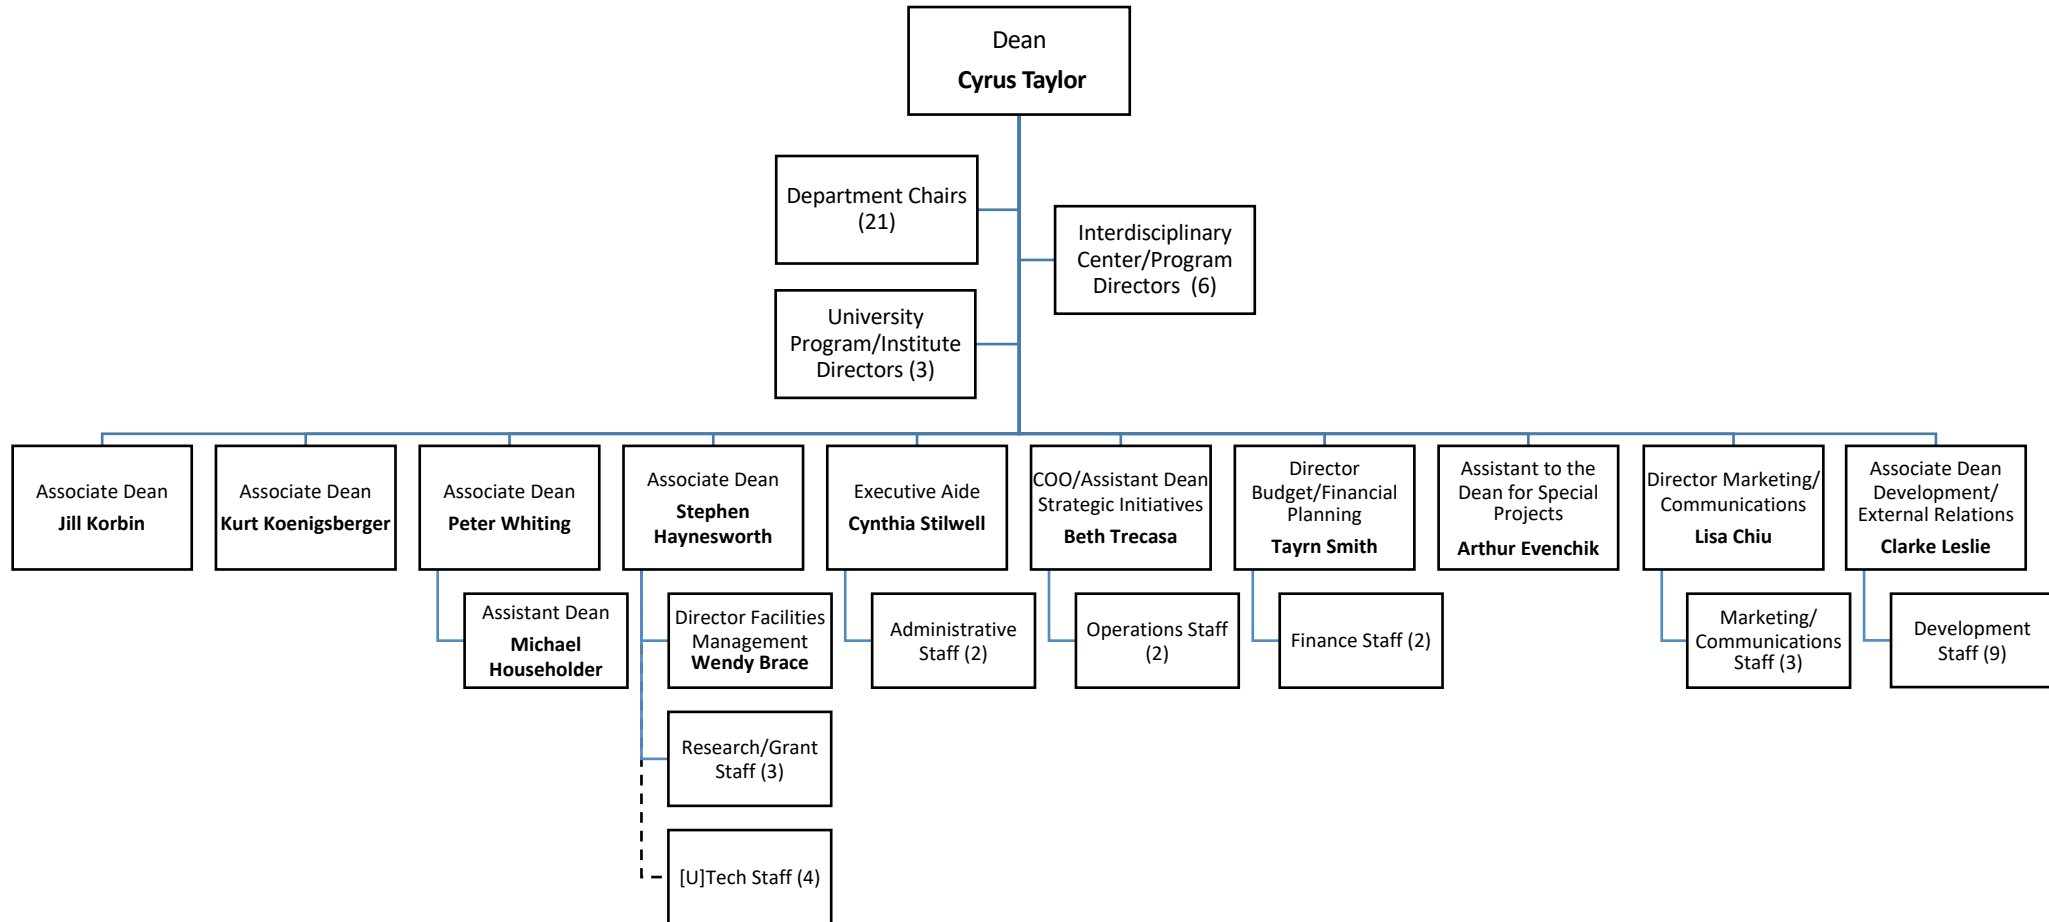 Dean
Cyrus Taylor
Department Chairs
(21)
Interdisciplinary
Center/Program
Directors (6)
University
Program/Institute
Directors (3)
Associate Dean
Jill Korbin
Associate Dean
Kurt Koenigsberger
Associate Dean
Peter Whiting
Associate Dean
Stephen
Haynesworth
Executive Aide
Cynthia Stilwell
COO/Assistant Dean
Strategic Initiatives
Beth Trecasa
Director
Budget/Financial
Planning
Tayrn Smith
Assistant to the
Dean for Special
Projects
Arthur Evenchik
Director Marketing/
Communications
Lisa Chiu
Associate Dean
Development/
External Relations
Clarke Leslie
Assistant Dean
Michael
Householder
Director Facilities
Management
Wendy Brace
Administrative
Staff (2)
Operations Staff
(2)
Finance Staff (2)
Marketing/
Communications
Staff (3)
Development
Staff (9)
Research/Grant
Staff (3)
[U]Tech Staff (4)